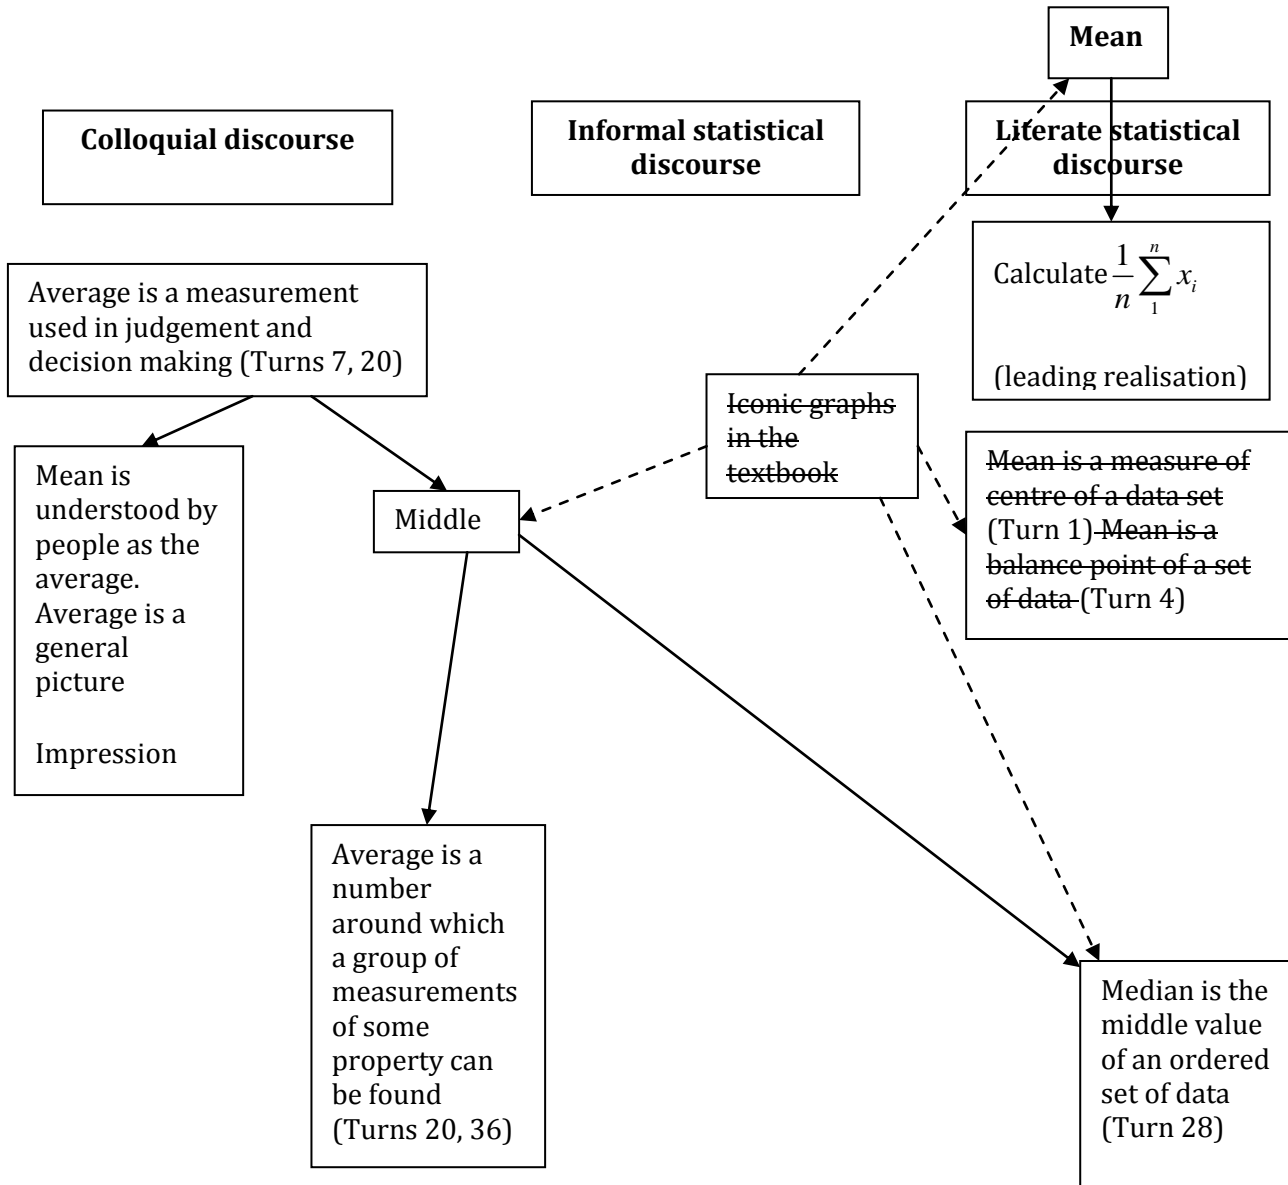 Mean
Colloquial discourse
Informal statistical
discourse
Literate statistical
discourse
Calculate 1/n ∑ⁿ₁ xᵢ
(leading realisation)
Average is a measurement
used in judgement and
decision making (Turns 7, 20)
Iconic graphs
in the
textbook
Mean is a measure of
centre of a data set
(Turn 1) Mean is a
balance point of a set
of data (Turn 4)
Mean is
understood by
people as the
average.
Average is a
general
picture
Impression
Middle
Average is a
number
around which
a group of
measurements
of some
property can
be found
(Turns 20, 36)
Median is the
middle value
of an ordered
set of data
(Turn 28)